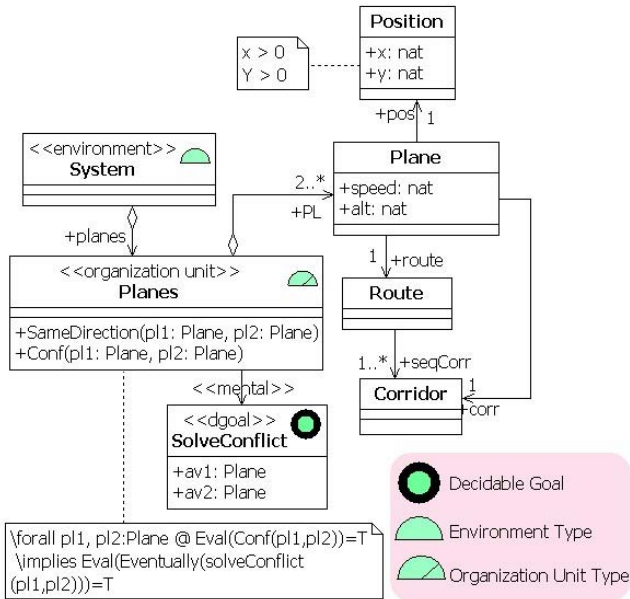 Position
+x: nat
+y: nat
x > 0
Y > 0
+pos
1
<<environment>>
System
Plane
+speed: nat
+alt: nat
2..*
+PL
+planes
<<organization unit>>
Planes
+SameDirection(pl1: Plane, pl2: Plane)
+Conf(pl1: Plane, pl2: Plane)
1
+route
Route
1..*
+seqCorr
Corridor
1
+corr
<<mental>>
<<dgoal>>
SolveConflict
+av1: Plane
+av2: Plane
\forall pl1, pl2:Plane @ Eval(Conf(pl1,pl2))=T
\implies Eval(Eventually(solveConflict
(pl1,pl2)))=T
Decidable Goal
Environment Type
Organization Unit Type